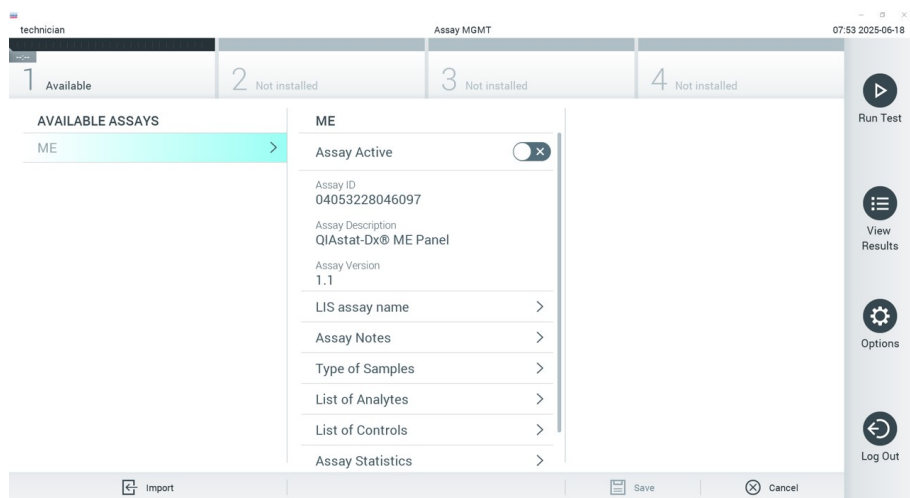 technician
Assay MGMT
07:53 2025-06-18
--:--
1 Available
2 Not installed
3 Not installed
4 Not installed
AVAILABLE ASSAYS
ME
ME
Assay Active
Assay ID
04053228046097
Assay Description
QIAstat-Dx® ME Panel
Assay Version
1.1
LIS assay name
Assay Notes
Type of Samples
List of Analytes
List of Controls
Assay Statistics
Run Test
View
Results
Options
Log Out
Import
Save
Cancel